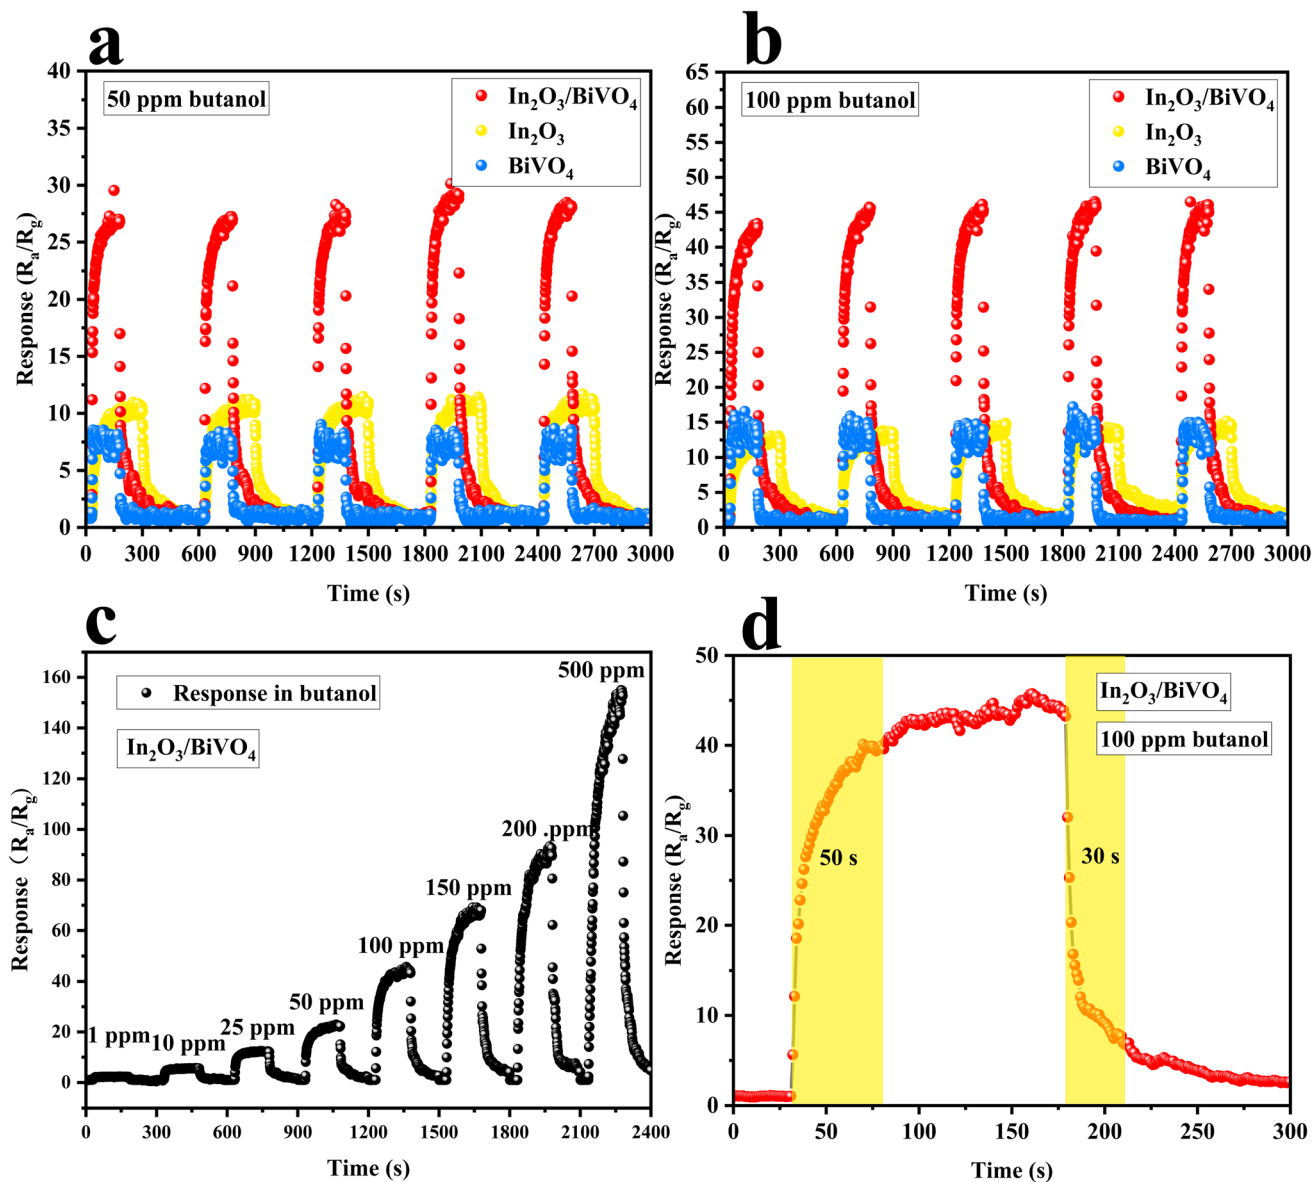 a
50 ppm butanol
In₂O₃/BiVO₄
In₂O₃
BiVO₄
Response (Rₐ/R_g)
40
35
30
25
20
15
10
5
0
0 300 600 900 1200 1500 1800 2100 2400 2700 3000
Time (s)
b
100 ppm butanol
In₂O₃/BiVO₄
In₂O₃
BiVO₄
Response (Rₐ/R_g)
65
60
55
50
45
40
35
30
25
20
15
10
5
0
0 300 600 900 1200 1500 1800 2100 2400 2700 3000
Time (s)
c
Response in butanol
In₂O₃/BiVO₄
Response（Rₐ/R_g)
160
140
120
100
80
60
40
20
0
1 ppm
10 ppm
25 ppm
50 ppm
100 ppm
150 ppm
200 ppm
500 ppm
0 300 600 900 1200 1500 1800 2100 2400
Time (s)
d
In₂O₃/BiVO₄
100 ppm butanol
50 s
30 s
Response (Rₐ/R_g)
50
40
30
20
10
0
0 50 100 150 200 250 300
Time (s)